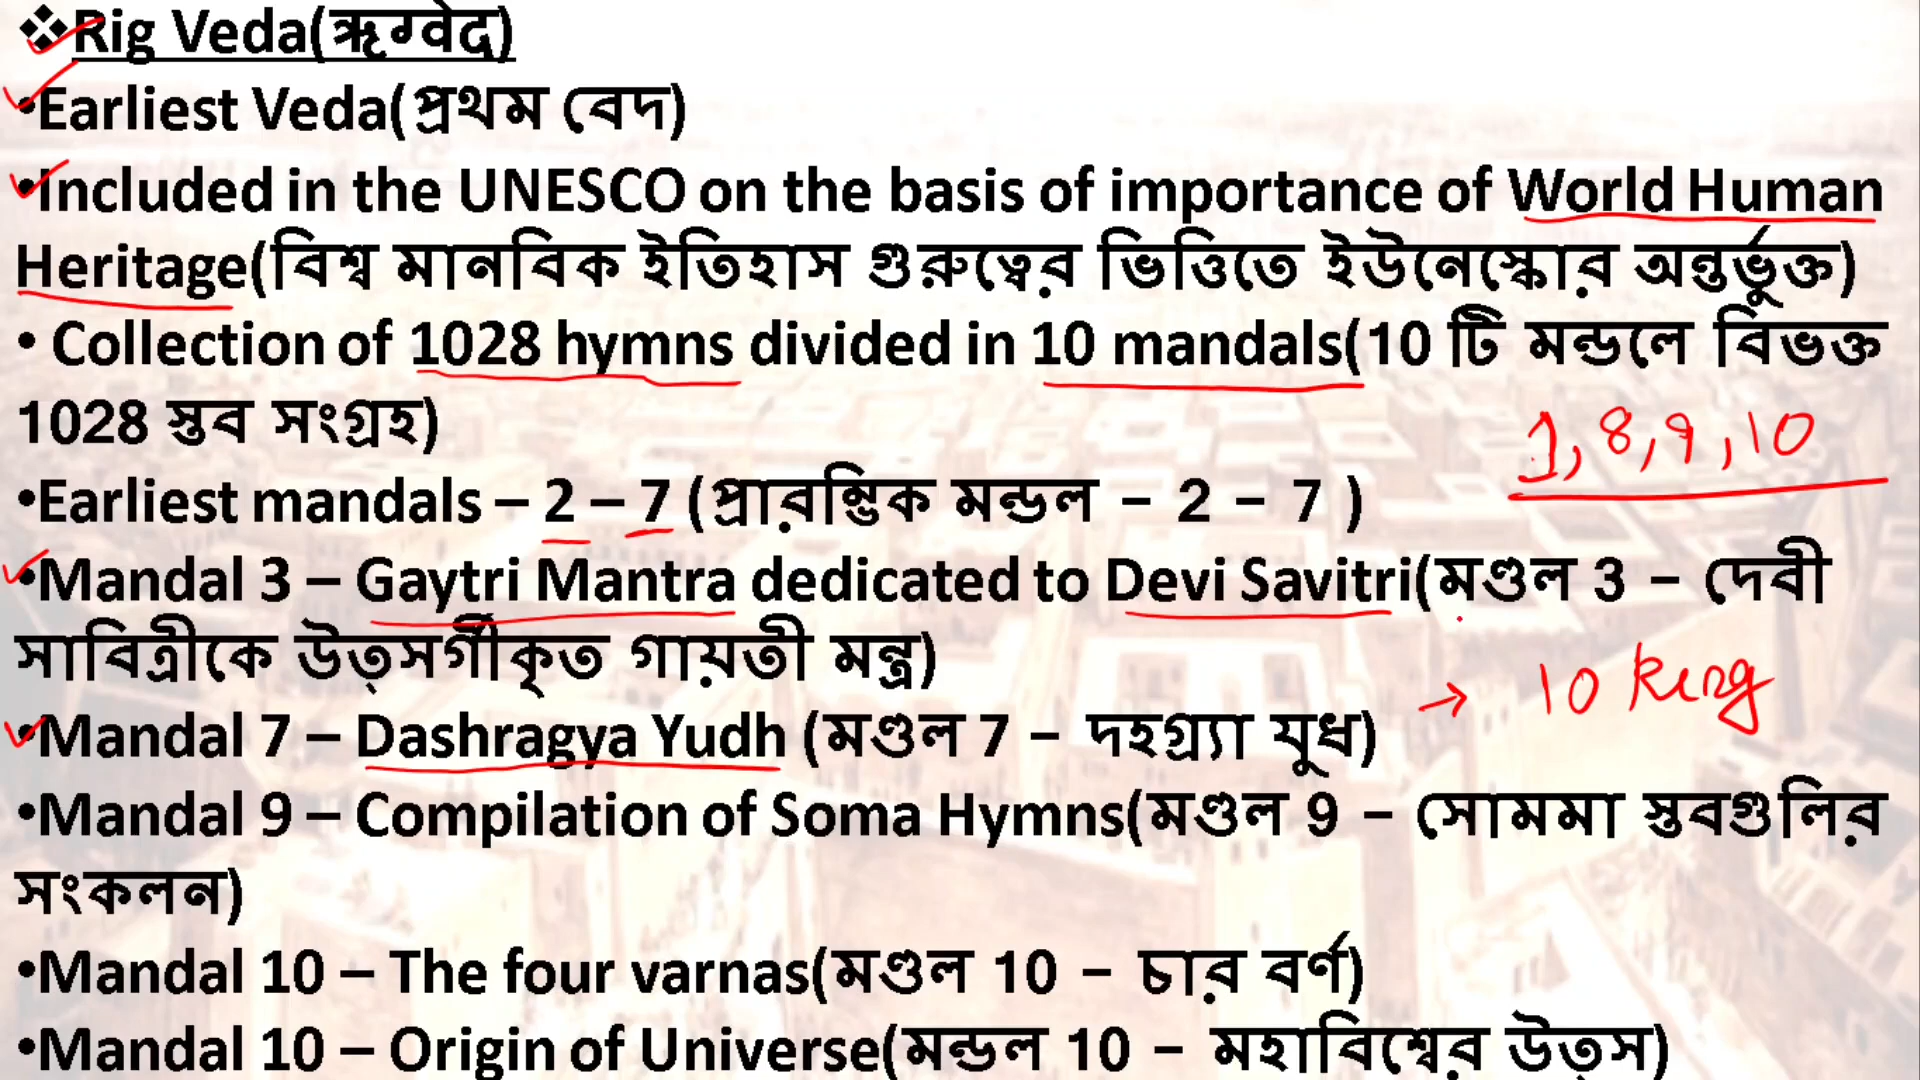 ❖Rig Veda(ঋগ্বেদ)
•Earliest Veda(প্রথম বেদ)
•Included in the UNESCO on the basis of importance of World Human
Heritage(বিশ্ব মানবিক ইতিহাস গুরুত্বের ভিত্তিতে ইউনেস্কোর অন্তর্ভুক্ত)
• Collection of 1028 hymns divided in 10 mandals(10 টি মন্ডলে বিভক্ত
1028 স্তব সংগ্রহ)
1, 8, 9, 10
•Earliest mandals – 2 – 7 (প্রারম্ভিক মন্ডল – 2 – 7 )
•Mandal 3 – Gaytri Mantra dedicated to Devi Savitri(মণ্ডল 3 – দেবী
সাবিত্রীকে উত্সর্গীকৃত গায়তী মন্ত্র)
→ 10 King
•Mandal 7 – Dashragya Yudh (মণ্ডল 7 – দহগ্র্যা যুধ)
•Mandal 9 – Compilation of Soma Hymns(মণ্ডল 9 – সোমমা স্তবগুলির
সংকলন)
•Mandal 10 – The four varnas(মণ্ডল 10 – চার বর্ণ)
•Mandal 10 – Origin of Universe(মন্ডল 10 – মহাবিশ্বের উত্স)